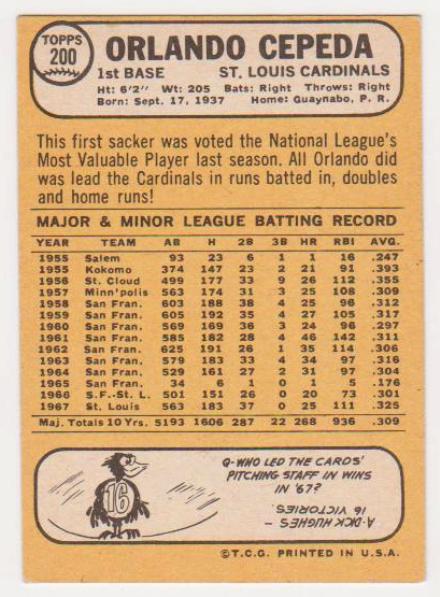 TOPPS
200
ORLANDO CEPEDA
1st BASE ST. LOUIS CARDINALS
Ht: 6'2" Wt: 205 Bats: Right Throws: Right
Born: Sept. 17, 1937 Home: Guaynabo, P. R.
This first sacker was voted the National League's
Most Valuable Player last season. All Orlando did
was lead the Cardinals in runs batted in, doubles
and home runs!
MAJOR & MINOR LEAGUE BATTING RECORD
YEAR TEAM AB H 2B 3B HR RBI AVG.
1955 Salem 93 23 6 1 1 16 .247
1955 Kokomo 374 147 23 2 21 91 .393
1956 St. Cloud 499 177 33 9 26 112 .355
1957 Minn'polis 563 174 31 3 25 108 .309
1958 San Fran. 603 188 38 4 25 96 .312
1959 San Fran. 605 192 35 4 27 105 .317
1960 San Fran. 569 169 36 3 24 96 .297
1961 San Fran. 585 182 28 4 46 142 .311
1962 San Fran. 625 191 26 1 35 114 .306
1963 San Fran. 579 183 33 4 34 97 .316
1964 San Fran. 529 161 27 2 31 97 .304
1965 San Fran. 34 6 1 0 1 5 .176
1966 S.F.-St. L. 501 151 26 0 20 73 .301
1967 St. Louis 563 183 37 0 25 111 .325
Maj. Totals 10 Yrs. 5193 1606 287 22 268 936 .309
16
Q-WHO LED THE CARDS'
PITCHING STAFF IN WINS
IN '67?
A-DICK HUGHES –
16 VICTORIES.
©T.C.G. PRINTED IN U.S.A.